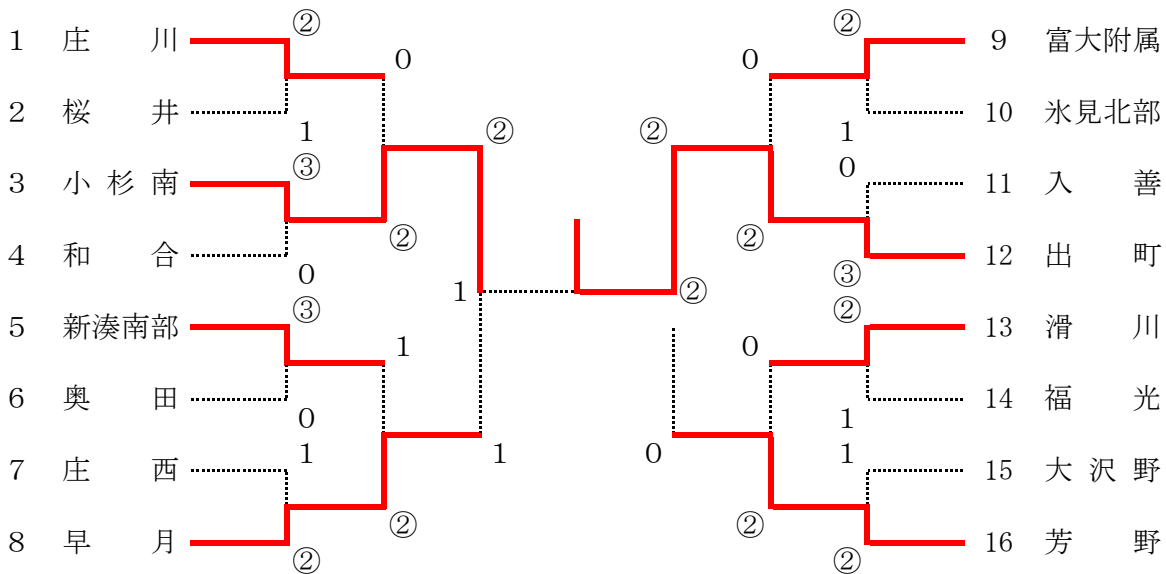 ②
②
1 庄 川
0
0
9 富大附属
2 桜 井
1
②
②
1
10 氷見北部
3 小 杉 南
③
0
11 入 善
4 和 合
0
②
②
③
12 出 町
1
②
5 新湊南部
③
②
13 滑 川
1
0
6 奥 田
0
1
14 福 光
7 庄 西
1
1
0
1
15 大 沢 野
8 早 月
②
②
②
②
16 芳 野